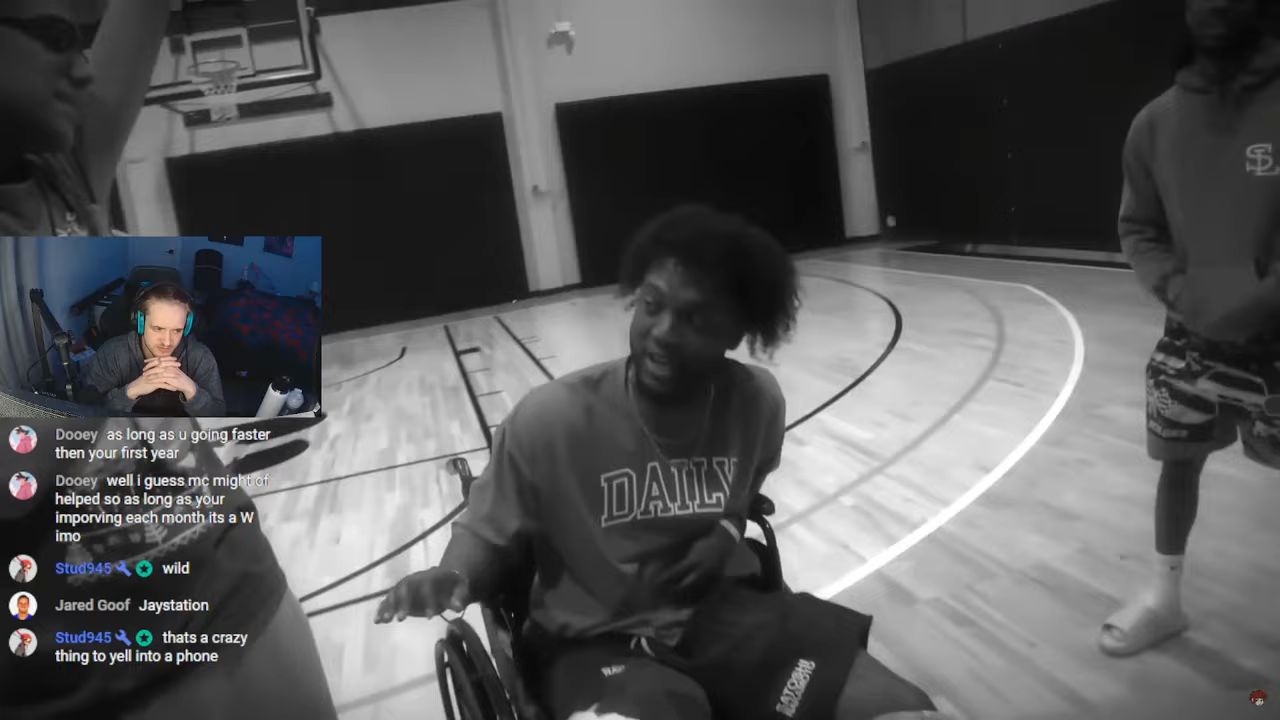 SL
DAILY
Dooey as long as u going faster
then your first year
Dooey well i guess mc might of
helped so as long as your
imporving each month its a W
imo
Stud945 wild
Jared Goof Jaystation
Stud945 thats a crazy
thing to yell into a phone